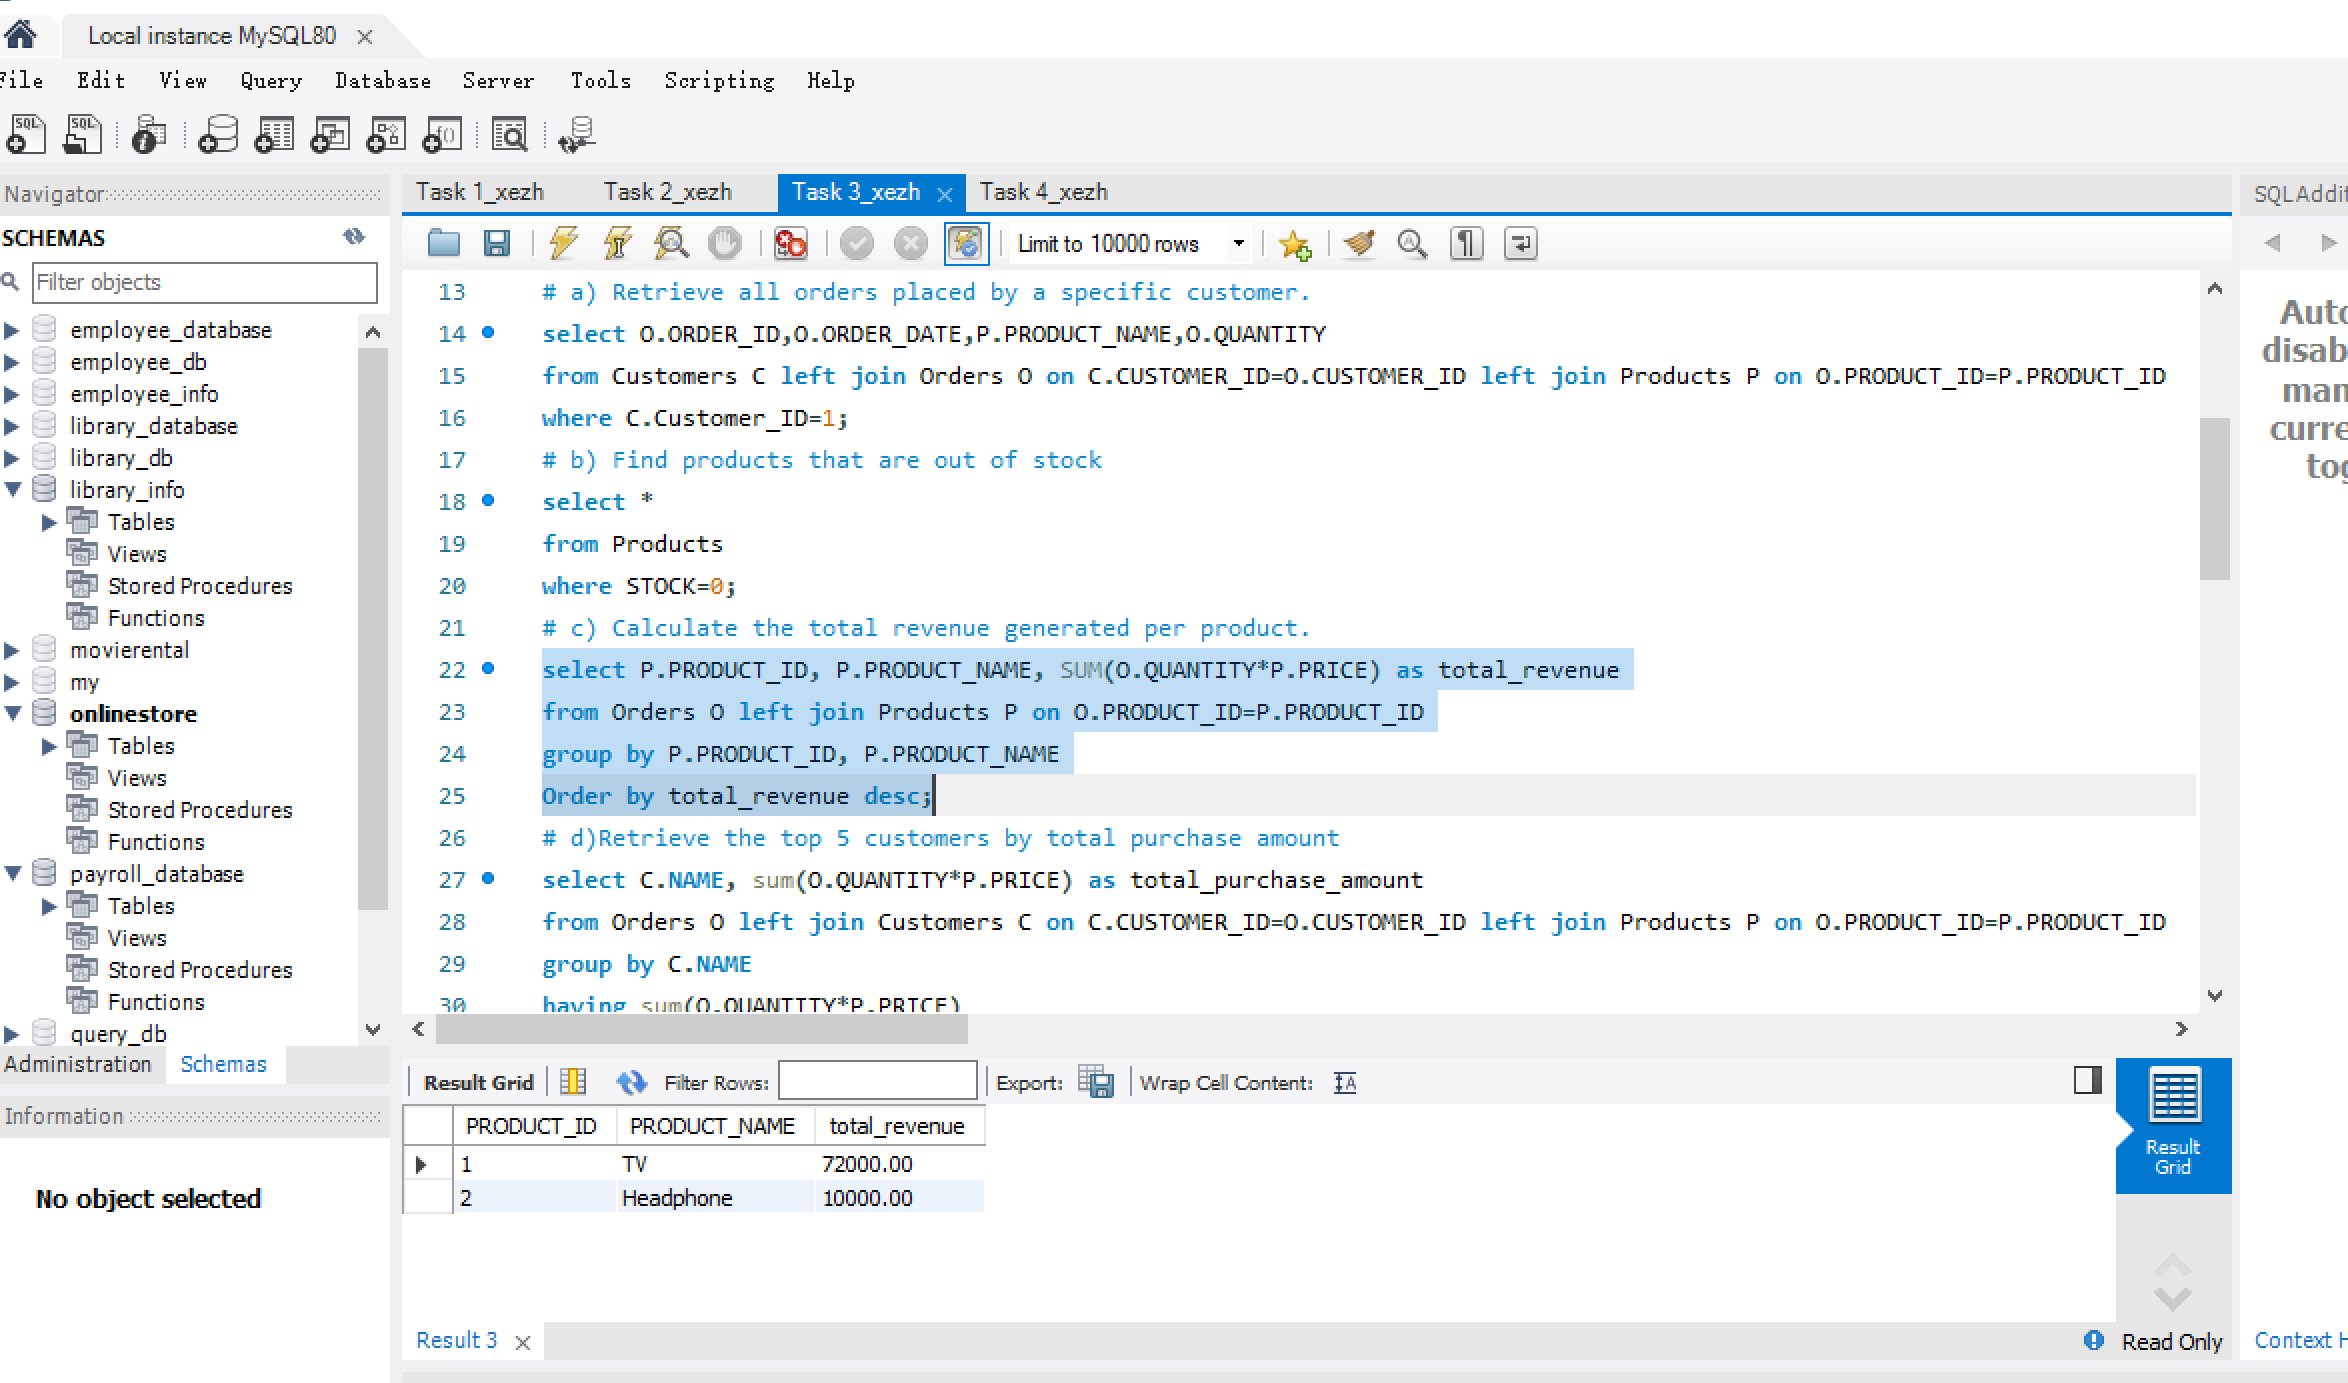 Local instance MySQL80
File Edit View Query Database Server Tools Scripting Help
Navigator
SCHEMAS
Filter objects
employee_database
employee_db
employee_info
library_database
library_db
library_info
Tables
Views
Stored Procedures
Functions
movierental
my
onlinestore
Tables
Views
Stored Procedures
Functions
payroll_database
Tables
Views
Stored Procedures
Functions
query_db
Administration Schemas
Information
No object selected
Task 1_xezh Task 2_xezh Task 3_xezh Task 4_xezh
Limit to 10000 rows
13 # a) Retrieve all orders placed by a specific customer.
14 select O.ORDER_ID,O.ORDER_DATE,P.PRODUCT_NAME,O.QUANTITY
15 from Customers C left join Orders O on C.CUSTOMER_ID=O.CUSTOMER_ID left join Products P on O.PRODUCT_ID=P.PRODUCT_ID
16 where C.Customer_ID=1;
17 # b) Find products that are out of stock
18 select *
19 from Products
20 where STOCK=0;
21 # c) Calculate the total revenue generated per product.
22 select P.PRODUCT_ID, P.PRODUCT_NAME, SUM(O.QUANTITY*P.PRICE) as total_revenue
23 from Orders O left join Products P on O.PRODUCT_ID=P.PRODUCT_ID
24 group by P.PRODUCT_ID, P.PRODUCT_NAME
25 Order by total_revenue desc;
26 # d)Retrieve the top 5 customers by total purchase amount
27 select C.NAME, sum(O.QUANTITY*P.PRICE) as total_purchase_amount
28 from Orders O left join Customers C on C.CUSTOMER_ID=O.CUSTOMER_ID left join Products P on O.PRODUCT_ID=P.PRODUCT_ID
29 group by C.NAME
30 having sum(O.QUANTITY*P.PRICE)
Result Grid Filter Rows: Export: Wrap Cell Content:
PRODUCT_ID PRODUCT_NAME total_revenue
1 TV 72000.00
2 Headphone 10000.00
Result Grid
Result 3
Read Only
SQLAddit
Auto
disab
man
curre
tog
Context H